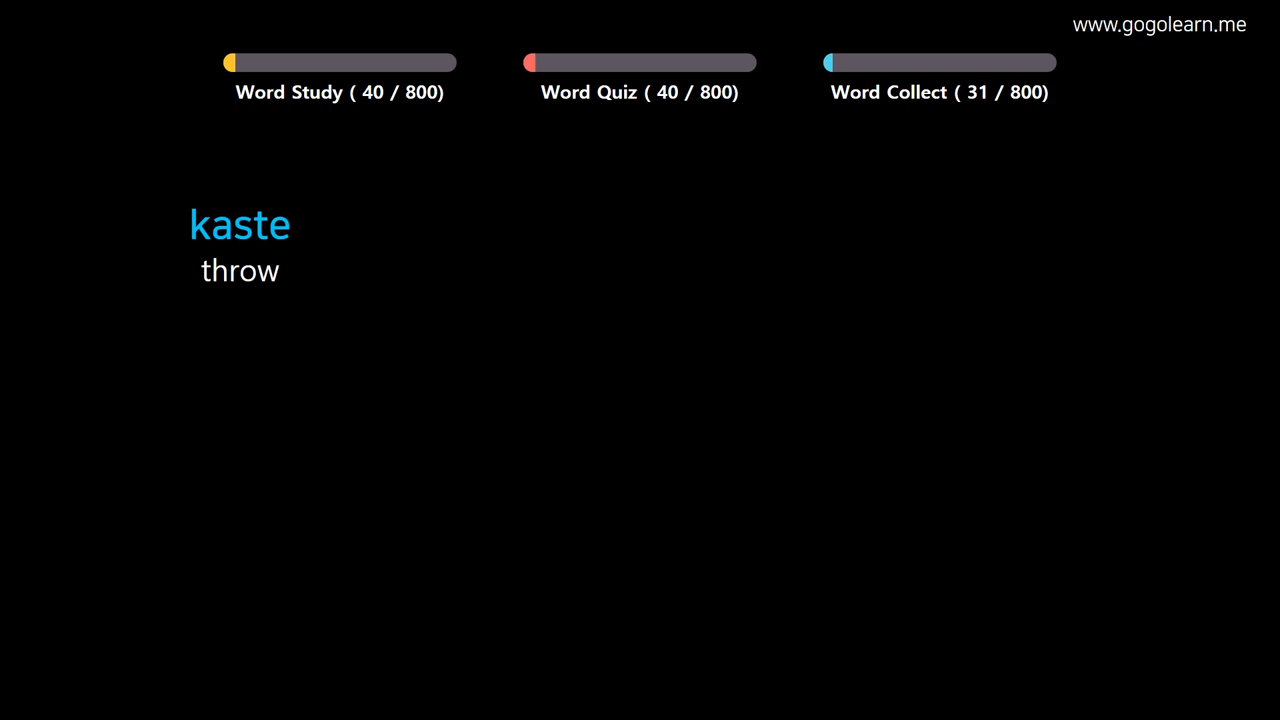 www.gogolearn.me
Word Study ( 40 / 800)
Word Quiz ( 40 / 800)
Word Collect ( 31 / 800)
kaste
throw